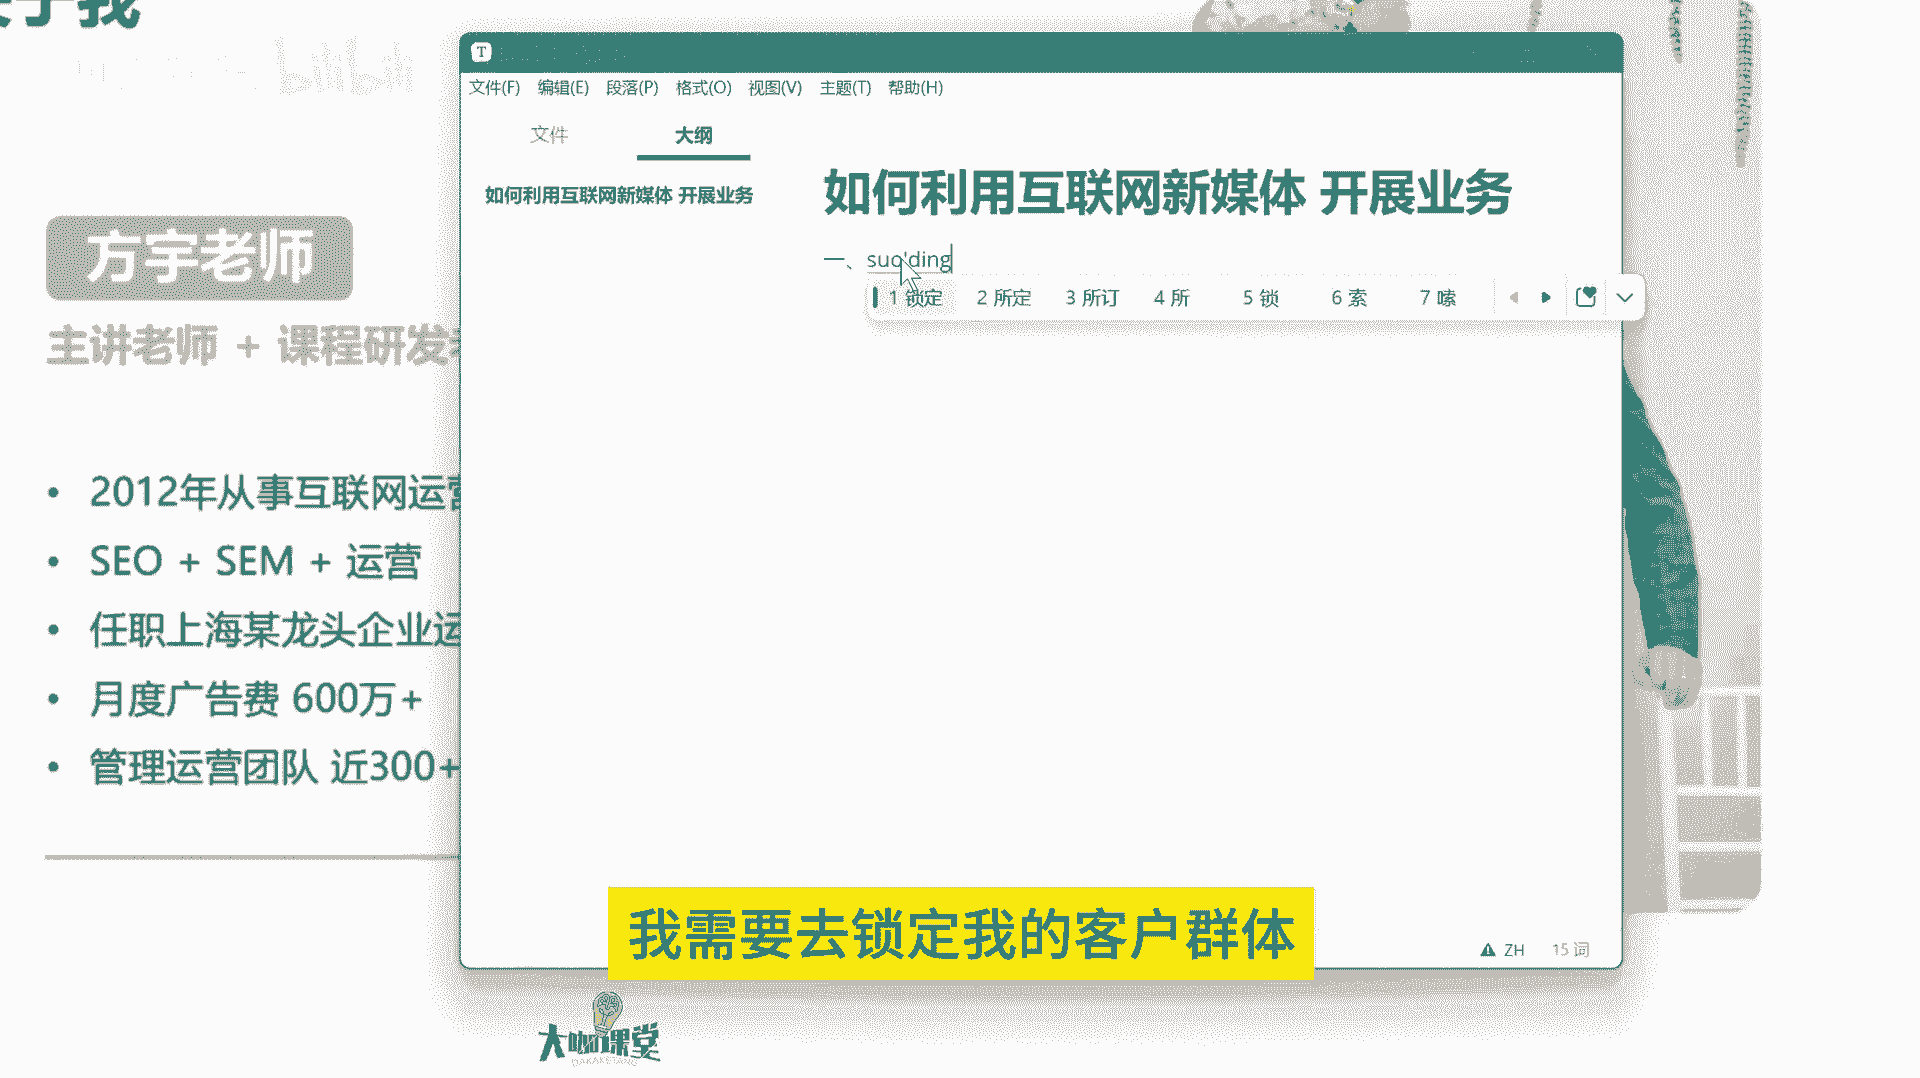 关于我
bilibili
方宇老师
主讲老师 + 课程研发
2012年从事互联网运营
SEO + SEM + 运营
任职上海某龙头企业运
月度广告费 600万+
管理运营团队 近300+
T
文件(F) 编辑(E) 段落(P) 格式(O) 视图(V) 主题(T) 帮助(H)
文件 大纲
如何利用互联网新媒体 开展业务
如何利用互联网新媒体 开展业务
一、suo'ding
1 锁定 2 所定 3 所订 4 所 5 锁 6 索 7 嗦
我需要去锁定我的客户群体
ZH 15 词
大咖课堂
DAKAKETANG